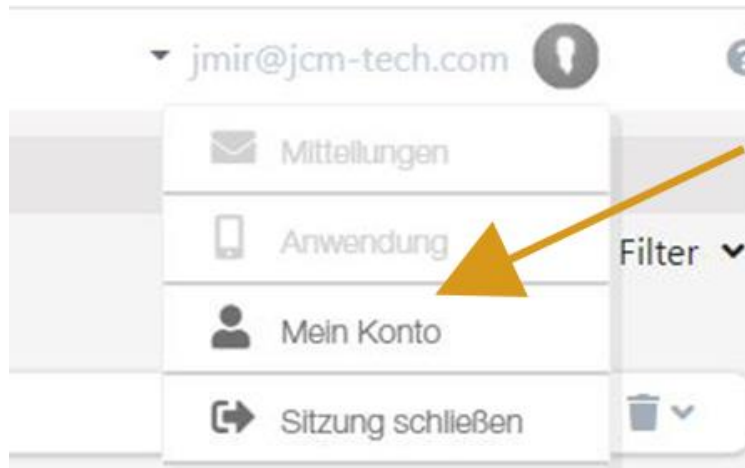 jmir@jcm-tech.com
Mitteilungen
Anwendung
Filter
Mein Konto
Sitzung schließen